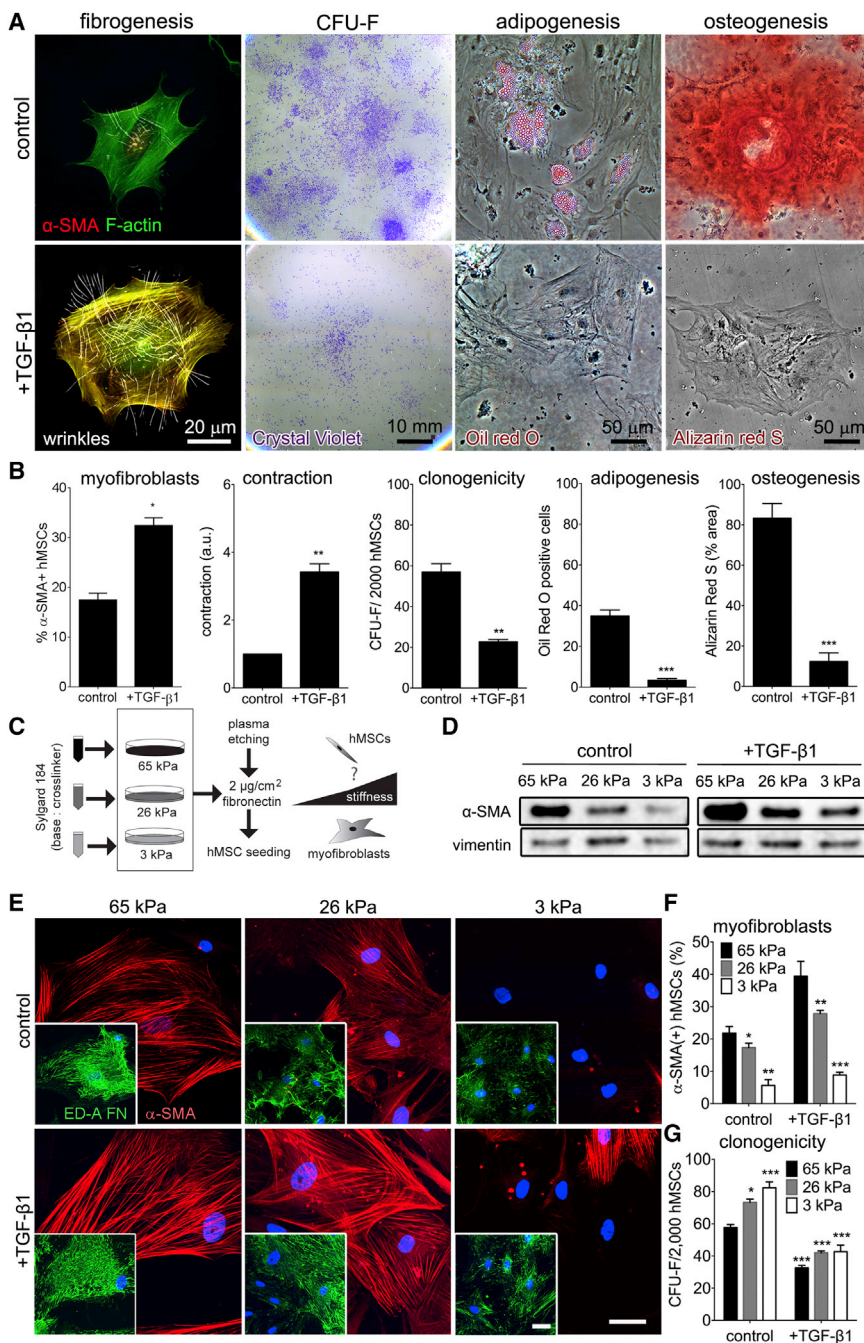 A
fibrogenesis
CFU-F
adipogenesis
osteogenesis
control
α-SMA F-actin
+TGF-β1
wrinkles
20 μm
Crystal Violet
10 mm
Oil red O
50 μm
Alizarin red S
50 μm
B
myofibroblasts
contraction
clonogenicity
adipogenesis
osteogenesis
% α-SMA+ hMSCs
40
30
20
10
0
*
control
+TGF-β1
contraction (a.u.)
6
4
2
0
**
control
+TGF-β1
CFU-F/ 2000 hMSCs
100
80
60
40
20
0
**
control
+TGF-β1
Oil Red O positive cells
60
40
20
0
***
control
+TGF-β1
Alizarin Red S (% area)
100
80
60
40
20
0
***
control
+TGF-β1
C
Sylgard 184
(base : crosslinker)
65 kPa
26 kPa
3 kPa
plasma
etching
2 μg/cm²
fibronectin
hMSC seeding
hMSCs
?
stiffness
myofibroblasts
D
control
+TGF-β1
65 kPa 26 kPa 3 kPa
65 kPa 26 kPa 3 kPa
α-SMA
vimentin
E
65 kPa
26 kPa
3 kPa
control
ED-A FN
α-SMA
+TGF-β1
F
myofibroblasts
65 kPa
26 kPa
3 kPa
α-SMA(+) hMSCs (%)
50
40
30
20
10
0
*
**
**
***
control
+TGF-β1
G
clonogenicity
65 kPa
26 kPa
3 kPa
CFU-F/2,000 hMSCs
100
80
60
40
20
0
*
***
***
***
***
control
+TGF-β1